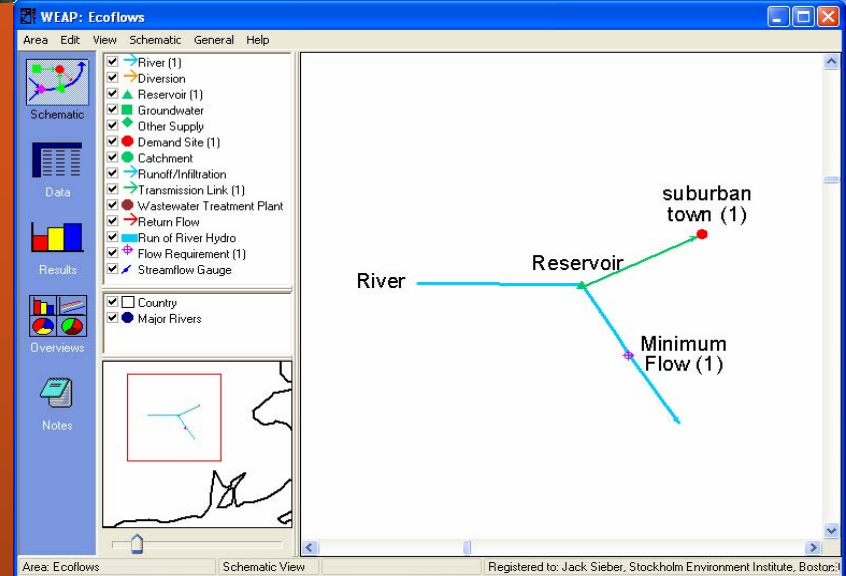 WEAP: Ecoflows
Area Edit View Schematic General Help
Schematic
Data
Results
Overviews
Notes
River (1)
Diversion
Reservoir (1)
Groundwater
Other Supply
Demand Site (1)
Catchment
Runoff/Infiltration
Transmission Link (1)
Wastewater Treatment Plant
Return Flow
Run of River Hydro
Flow Requirement (1)
Streamflow Gauge
Country
Major Rivers
suburban
town (1)
Reservoir
River
Minimum
Flow (1)
Area: Ecoflows Schematic View Registered to: Jack Sieber, Stockholm Environment Institute,